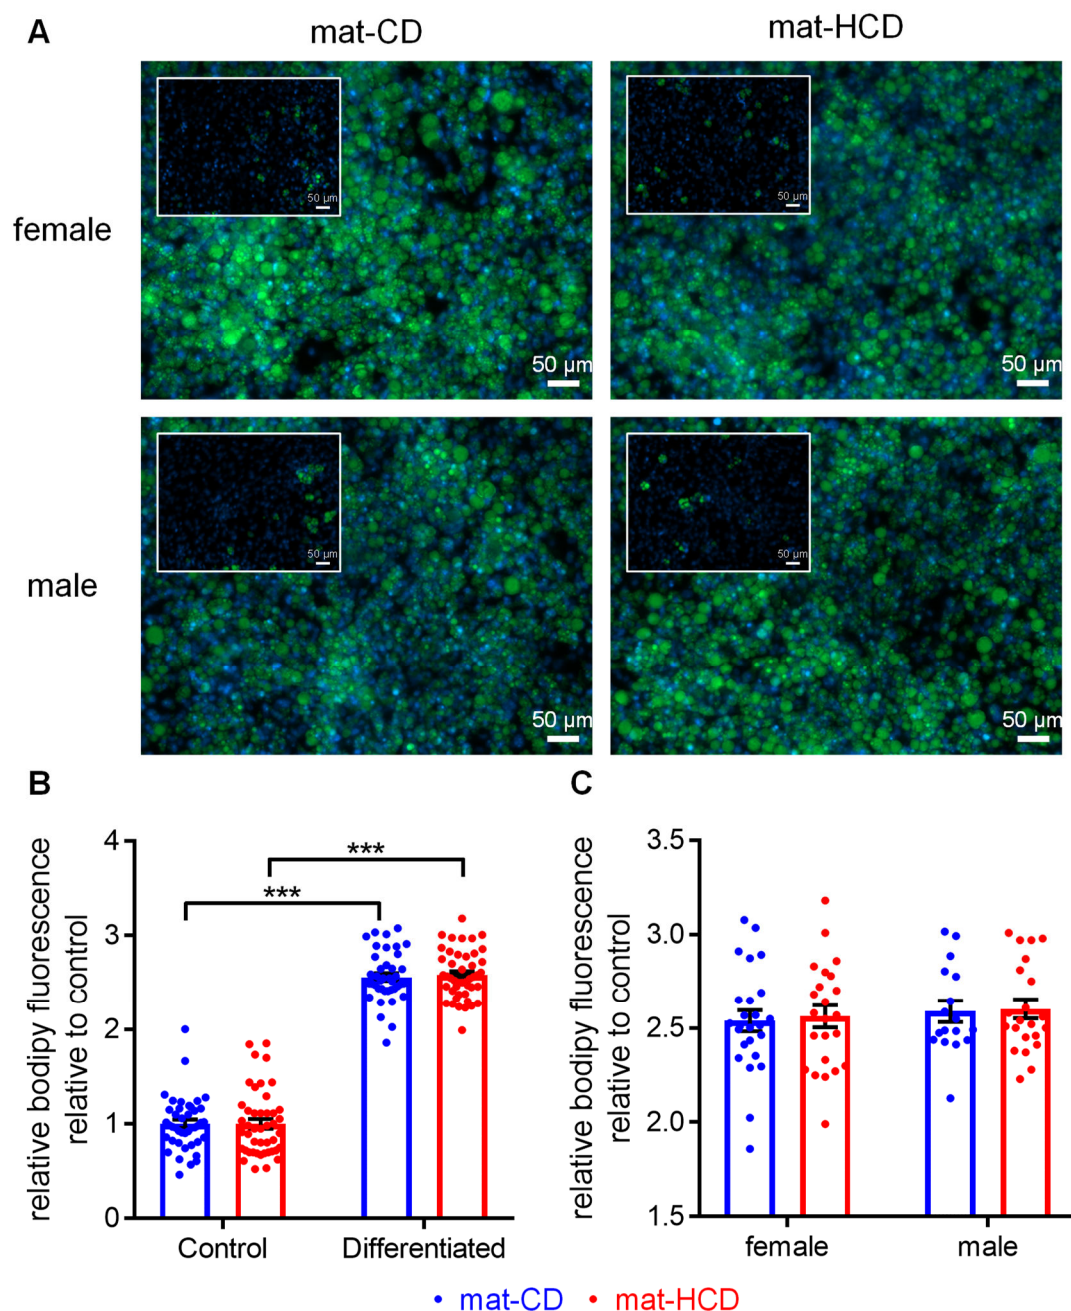 A
mat-CD
mat-HCD
female
50 µm
50 µm
50 µm
50 µm
male
50 µm
50 µm
50 µm
50 µm
B
relative bodipy fluorescence
relative to control
4
3
2
1
0
***
***
Control
Differentiated
C
relative bodipy fluorescence
relative to control
3.5
3.0
2.5
2.0
1.5
female
male
mat-CD
mat-HCD